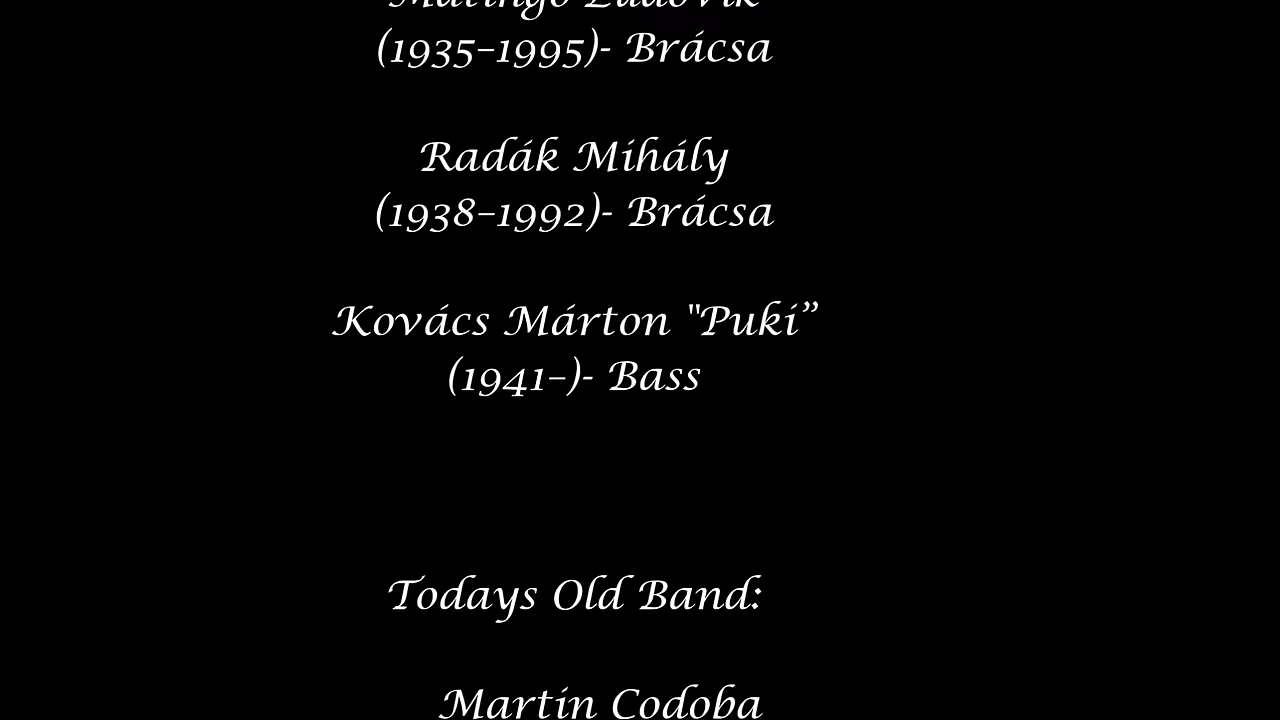 (1935–1995)- Brácsa
Radák Mihály
(1938–1992)- Brácsa
Kovács Márton "Puki”
(1941–)- Bass
Todays Old Band:
Martin Codoba